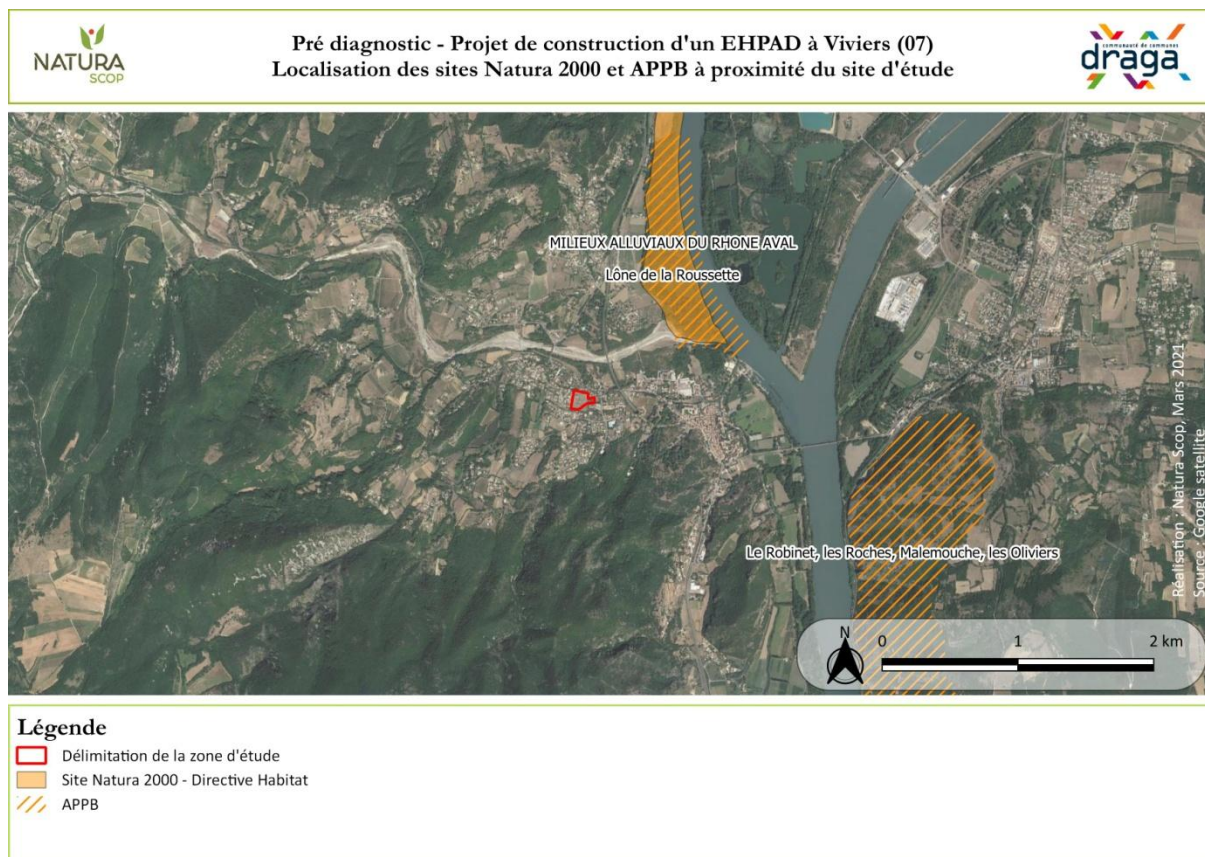 NATURA
SCOP
Pré diagnostic - Projet de construction d'un EHPAD à Viviers (07)
Localisation des sites Natura 2000 et APPB à proximité du site d'étude
communauté de communes
draga
MILIEUX ALLUVIAUX DU RHONE AVAL
Lône de la Roussette
Le Robinet, les Roches, Malemouche, les Oliviers
Réalisation : Natura Scop, Mars 2021
Source : Google satellite
N
0 1 2 km
Légende
Délimitation de la zone d'étude
Site Natura 2000 - Directive Habitat
APPB